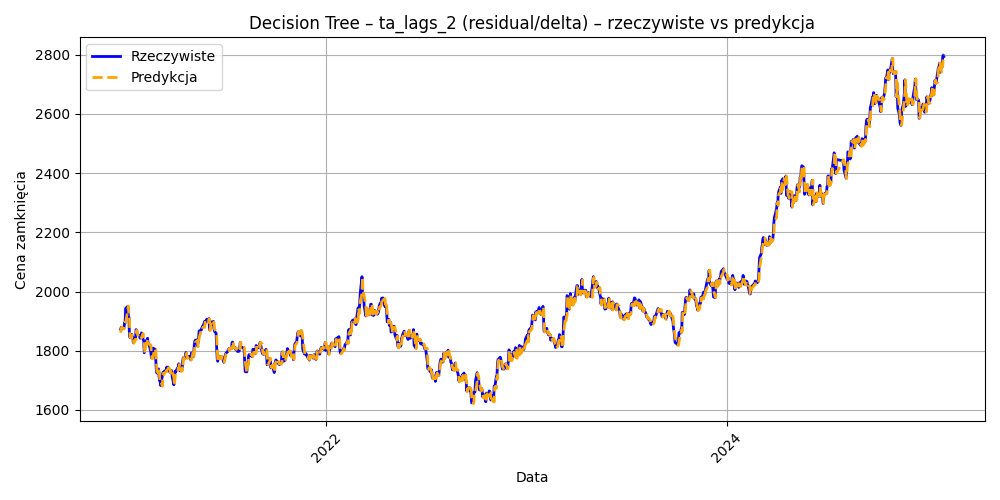 Decision Tree – ta_lags_2 (residual/delta) – rzeczywiste vs predykcja
Rzeczywiste
Predykcja
2800
2600
2400
2200
2000
1800
1600
Cena zamknięcia
2022
2024
Data